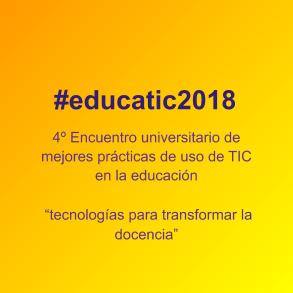 #educatic2018
4º Encuentro universitario de
mejores prácticas de uso de TIC
en la educación
“tecnologías para transformar la
docencia”